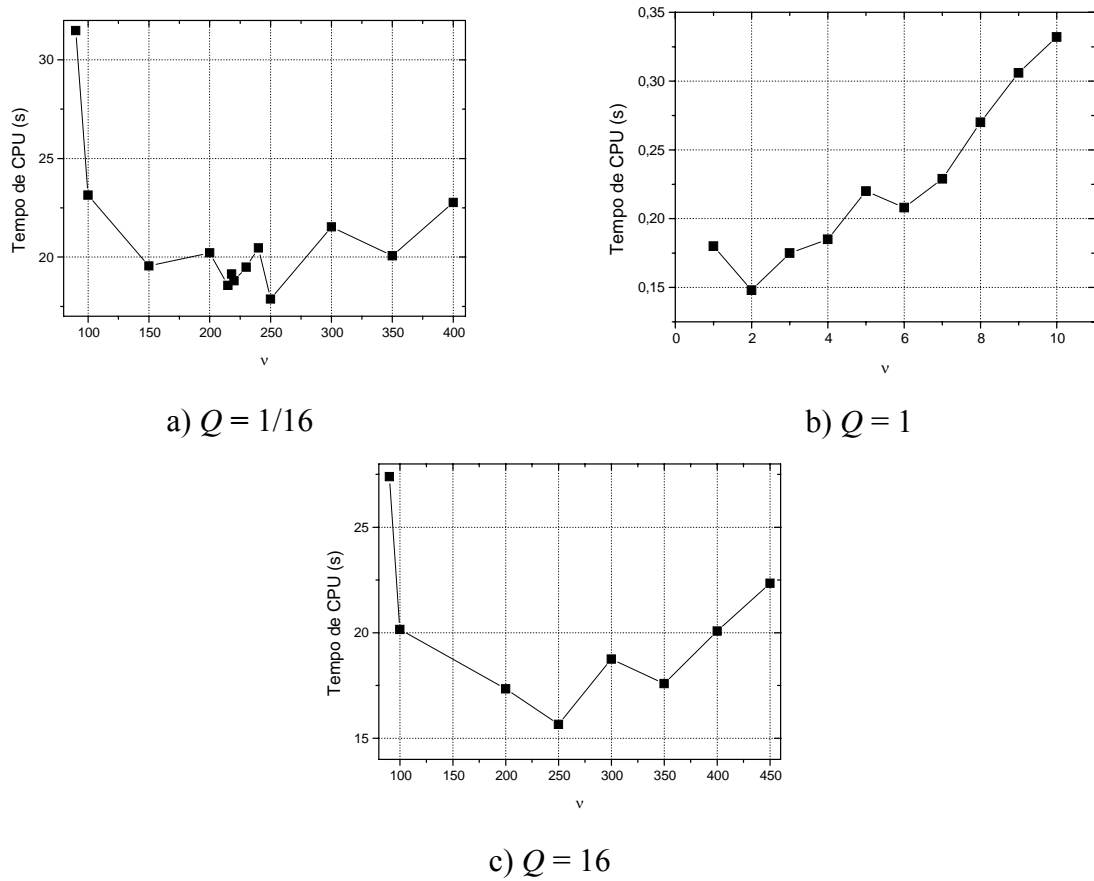 Tempo de CPU (s)
30
25
20
100 150 200 250 300 350 400
ν
a) Q = 1/16
Tempo de CPU (s)
0,35
0,30
0,25
0,20
0,15
0 2 4 6 8 10
ν
b) Q = 1
Tempo de CPU (s)
25
20
15
100 150 200 250 300 350 400 450
ν
c) Q = 16